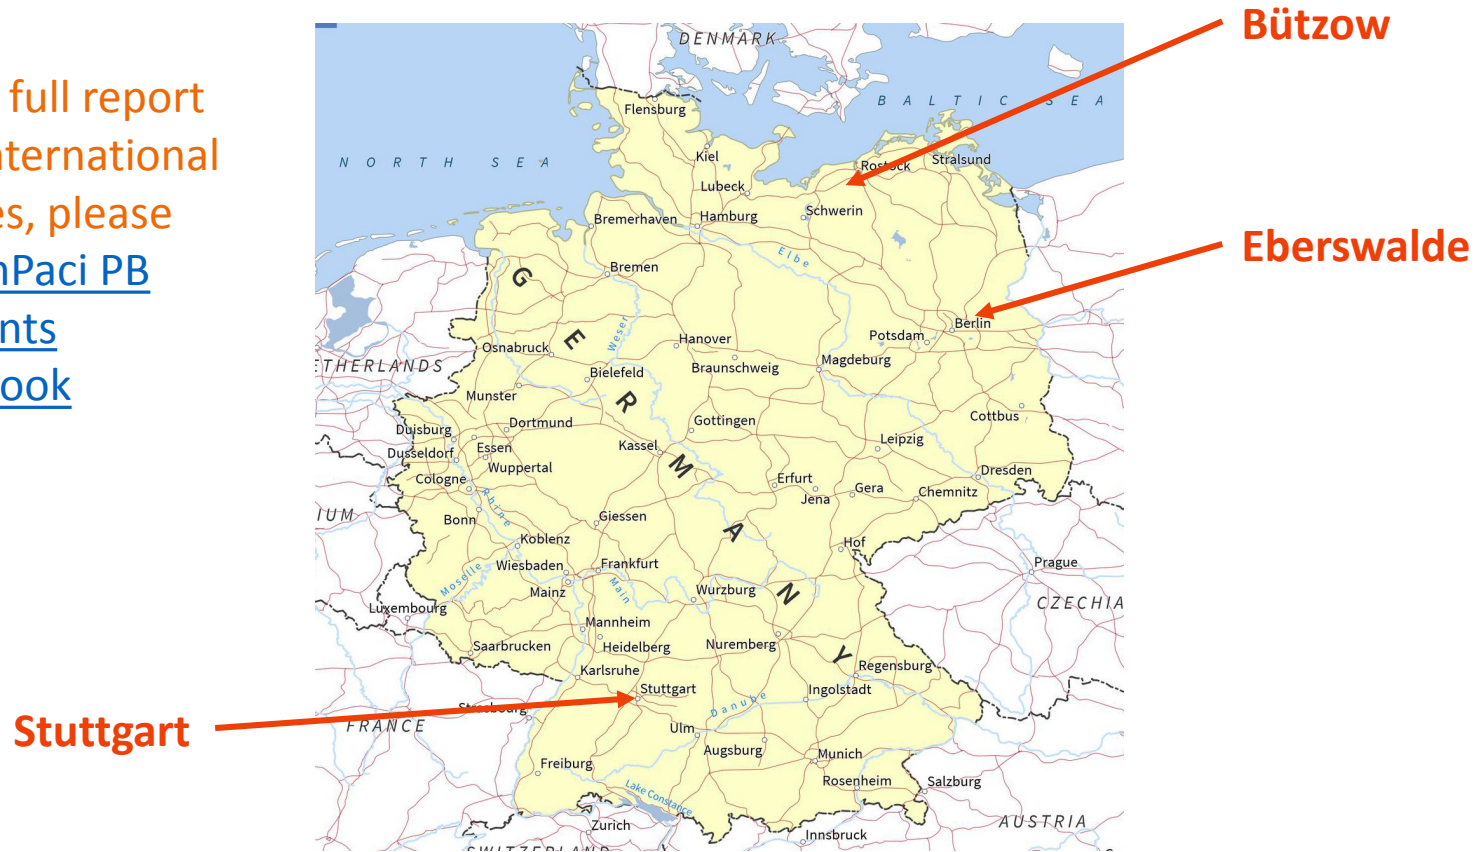 Bützow
full report
nternational
es, please
nPaci PB
nts
ook
Eberswalde
Stuttgart
DENMARK
BALTIC SEA
NORTH SEA
Flensburg
Kiel
Rostock
Stralsund
Lubeck
Schwerin
Bremerhaven
Hamburg
Elbe
Bremen
GERMANY
Weser
Hanover
Potsdam
Berlin
Osnabruck
Braunschweig
Magdeburg
ETHERLANDS
Bielefeld
Munster
Cottbus
Duisburg
Dortmund
Gottingen
Leipzig
Dusseldorf
Essen
Kassel
Wuppertal
Cologne
Erfurt
Jena
Gera
Chemnitz
Dresden
Rhine
IUM
Bonn
Giessen
Koblenz
Hof
Wiesbaden
Frankfurt
Prague
Moselle
Mainz
Main
Wurzburg
CZECHIA
Luxembourg
Mannheim
Saarbrucken
Heidelberg
Nuremberg
Karlsruhe
Regensburg
Stuttgart
Ingolstadt
Danube
Strasbourg
FRANCE
Ulm
Augsburg
Munich
Freiburg
Rosenheim
Salzburg
Lake Constance
Zurich
AUSTRIA
Innsbruck
SWITZERLAND